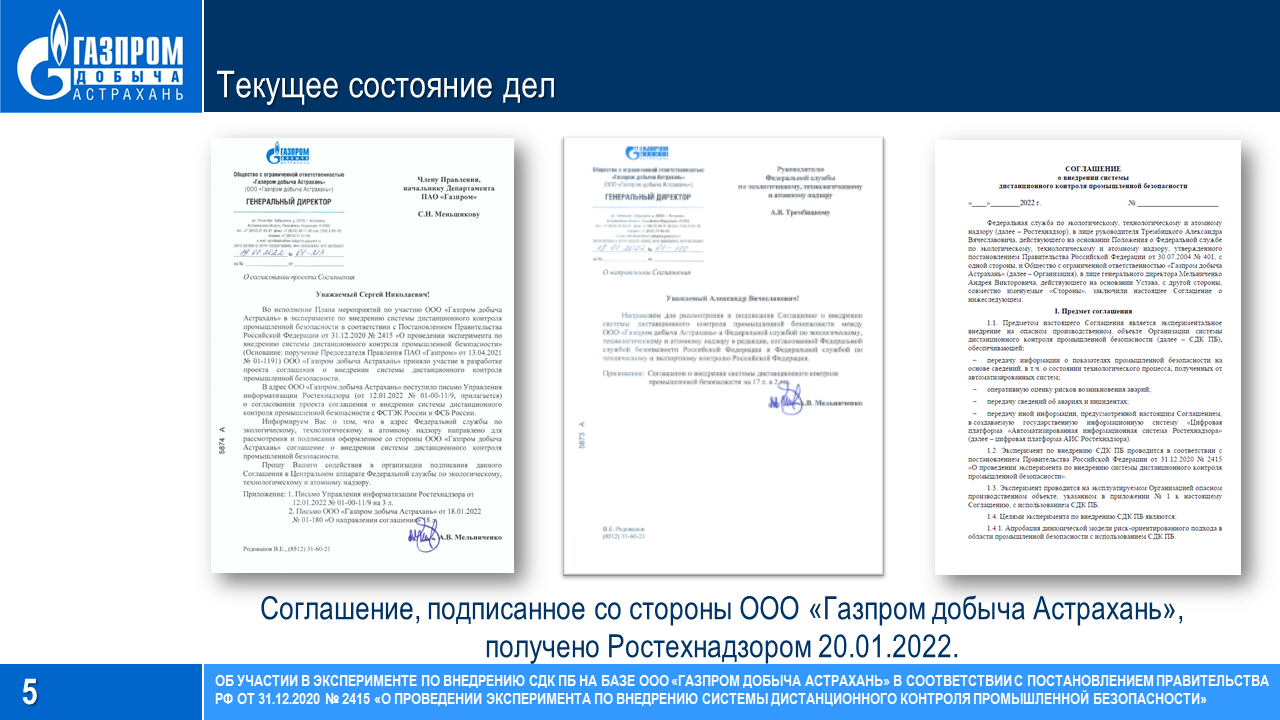 ГАЗПРОМ
ДОБЫЧА
АСТРАХАНЬ
Текущее состояние дел
ГАЗПРОМ
Общество с ограниченной ответственностью
«Газпром добыча Астрахань»
(ООО «Газпром добыча Астрахань»)
ГЕНЕРАЛЬНЫЙ ДИРЕКТОР
на № от
Члену Правления,
начальнику Департамента
ПАО «Газпром»
С.Н. Меньшикову
О согласовании проекта Соглашения
Уважаемый Сергей Николаевич!
Во исполнение Плана мероприятий по участию ООО «Газпром добыча
Астрахань» в эксперименте по внедрению системы дистанционного контроля
промышленной безопасности в соответствии с Постановлением Правительства
Российской Федерации от 31.12.2020 № 2415 «О проведении эксперимента по
внедрению системы дистанционного контроля промышленной безопасности»
(Основание: поручение Председателя Правления ПАО «Газпром» от 13.04.2021
№ 01-1191) ООО «Газпром добыча Астрахань» приняло участие в разработке
проекта соглашения о внедрении системы дистанционного контроля
промышленной безопасности.
В адрес ООО «Газпром добыча Астрахань» поступило письмо Управления
информатизации Ростехнадзора (от 12.01.2022 № 01-00-11/9, прилагается)
о согласовании проекта соглашения о внедрении системы дистанционного
контроля промышленной безопасности с ФСТЭК России и ФСБ России.
Информируем Вас о том, что в адрес Федеральной службы по
экологическому, технологическому и атомному надзору направлено для
рассмотрения и подписания оформленное со стороны ООО «Газпром добыча
Астрахань» соглашение о внедрении системы дистанционного контроля
промышленной безопасности.
Прошу Вашего содействия в организации подписания данного
Соглашения в Центральном аппарате Федеральной службы по экологическому,
технологическому и атомному надзору.
Приложение: 1. Письмо Управления информатизации Ростехнадзора от
12.01.2022 № 01-00-11/9 на 3 л.
2. Письмо ООО «Газпром добыча Астрахань» от 18.01.2022
№ 01-180 «О направлении соглашения» 18 л.
А.В. Мельниченко
Родованов В.Е., (8512) 31-60-21
5874 А
Общество с ограниченной ответственностью
«Газпром добыча Астрахань»
(ООО «Газпром добыча Астрахань»)
ГЕНЕРАЛЬНЫЙ ДИРЕКТОР
на № от
Руководителю
Федеральной службы
по экологическому, технологическому
и атомному надзору
А.В. Трембицкому
О направлении Соглашения
Уважаемый Александр Вячеславович!
Направляем для рассмотрения и подписания Соглашение о внедрении
системы дистанционного контроля промышленной безопасности между
ООО «Газпром добыча Астрахань» и Федеральной службой по экологическому,
технологическому и атомному надзору в редакции, согласованной Федеральной
службой безопасности Российской Федерации и Федеральной службой по
техническому и экспортному контролю Российской Федерации.
Приложение: Соглашение о внедрении системы дистанционного контроля
промышленной безопасности на 17 л. в 2 экз.
А.В. Мельниченко
В.Е. Родованов
(8512) 31-60-21
5873 А
СОГЛАШЕНИЕ
о внедрении системы
дистанционного контроля промышленной безопасности
«____»________2022 г. № ____________
Федеральная служба по экологическому, технологическому и атомному
надзору (далее – Ростехнадзор), в лице руководителя Трембицкого Александра
Вячеславовича, действующего на основании Положения о Федеральной службе
по экологическому, технологическому и атомному надзору, утвержденного
постановлением Правительства Российской Федерации от 30.07.2004 № 401, с
одной стороны, и Общество с ограниченной ответственностью «Газпром добыча
Астрахань» (далее – Организация), в лице генерального директора Мельниченко
Андрея Викторовича, действующего на основании Устава, с другой стороны,
совместно именуемые «Стороны», заключили настоящее Соглашение о
нижеследующем.
I. Предмет соглашения
1.1. Предметом настоящего Соглашения является экспериментальное
внедрение на опасном производственном объекте Организации системы
дистанционного контроля промышленной безопасности (далее – СДК ПБ),
обеспечивающей:
– передачу информации о показателях промышленной безопасности на
основе сведений, в т.ч. о состоянии технологического процесса, полученных от
автоматизированных систем;
– оперативную оценку рисков возникновения аварий;
– передачу сведений об авариях и инцидентах;
– передачу иной информации, предусмотренной настоящим Соглашением,
в создаваемую государственную информационную систему «Цифровая
платформа «Автоматизированная информационная система Ростехнадзора»
(далее – цифровая платформа АИС Ростехнадзора).
1.2. Эксперимент по внедрению СДК ПБ проводится в соответствии с
постановлением Правительства Российской Федерации от 31.12.2020 № 2415
«О проведении эксперимента по внедрению системы дистанционного контроля
промышленной безопасности».
1.3. Эксперимент проводится на эксплуатируемом Организацией опасном
производственном объекте, указанном в приложении № 1 к настоящему
Соглашению, с использованием СДК ПБ.
1.4. Целями эксперимента по внедрению СДК ПБ являются:
1.4.1. Апробация динамической модели риск-ориентированного подхода в
области промышленной безопасности с использованием СДК ПБ.
Соглашение, подписанное со стороны ООО «Газпром добыча Астрахань»,
получено Ростехнадзором 20.01.2022.
5
ОБ УЧАСТИИ В ЭКСПЕРИМЕНТЕ ПО ВНЕДРЕНИЮ СДК ПБ НА БАЗЕ ООО «ГАЗПРОМ ДОБЫЧА АСТРАХАНЬ» В СООТВЕТСТВИИ С ПОСТАНОВЛЕНИЕМ ПРАВИТЕЛЬСТВА
РФ ОТ 31.12.2020 № 2415 «О ПРОВЕДЕНИИ ЭКСПЕРИМЕНТА ПО ВНЕДРЕНИЮ СИСТЕМЫ ДИСТАНЦИОННОГО КОНТРОЛЯ ПРОМЫШЛЕННОЙ БЕЗОПАСНОСТИ»